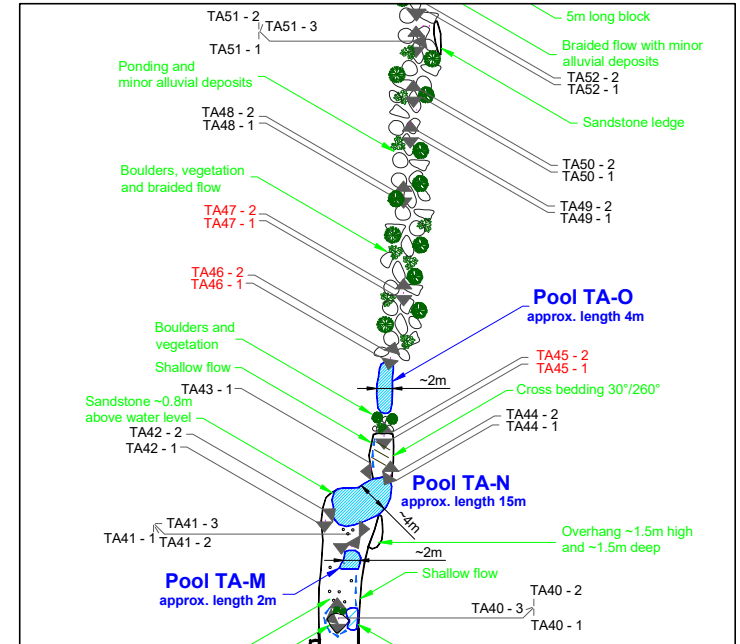 TA51 - 2
TA51 - 3
TA51 - 1
5m long block
Braided flow with minor
alluvial deposits
TA52 - 2
TA52 - 1
Ponding and
minor alluvial deposits
Sandstone ledge
TA48 - 2
TA48 - 1
TA50 - 2
TA50 - 1
Boulders, vegetation
and braided flow
TA49 - 2
TA49 - 1
TA47 - 2
TA47 - 1
TA46 - 2
TA46 - 1
Pool TA-O
approx. length 4m
Boulders and
vegetation
TA45 - 2
TA45 - 1
Shallow flow
~2m
TA43 - 1
Cross bedding 30°/260°
Sandstone ~0.8m
above water level
TA44 - 2
TA44 - 1
TA42 - 2
TA42 - 1
Pool TA-N
approx. length 15m
~4m
TA41 - 3
TA41 - 1
TA41 - 2
Overhang ~1.5m high
and ~1.5m deep
~2m
Pool TA-M
approx. length 2m
Shallow flow
TA40 - 2
TA40 - 3
TA40 - 1